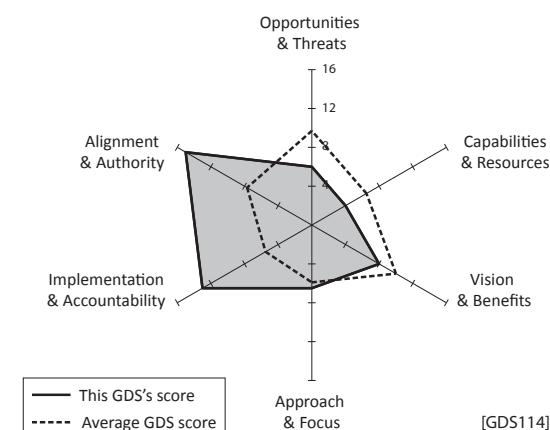 Opportunities
& Threats
16
12
8
4
Alignment
& Authority
Capabilities
& Resources
Implementation
& Accountability
Vision
& Benefits
Approach
& Focus
This GDS's score
Average GDS score
[GDS114]